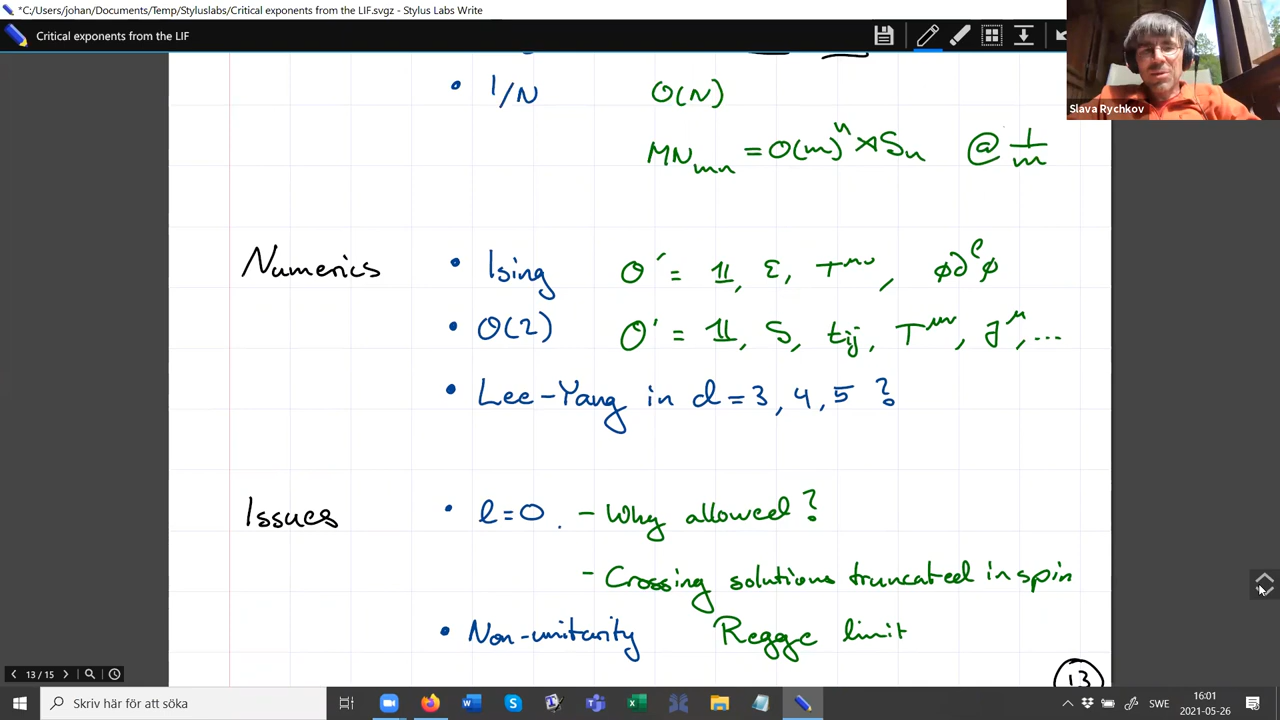 *C:/Users/johan/Documents/Temp/Styluslabs/Critical exponents from the LIF.svgz - Stylus Labs Write
Critical exponents from the LIF
Slava Rychkov
• 1/N O(N)
MN_mn = O(m)^n ⋊ S_n @ 1/m
Numerics • Ising O' = 𝟙, ε, T^μν, φ∂^ℓφ
• O(2) O' = 𝟙, S, t_ij, T^μν, J^μ, ...
• Lee-Yang in d = 3, 4, 5 ?
Issues • l=0. - Why allowed?
- Crossing solutions truncated in spin
• Non-unitarity Regge limit
13
13 / 15
Skriv här för att söka
SWE
16:01
2021-05-26